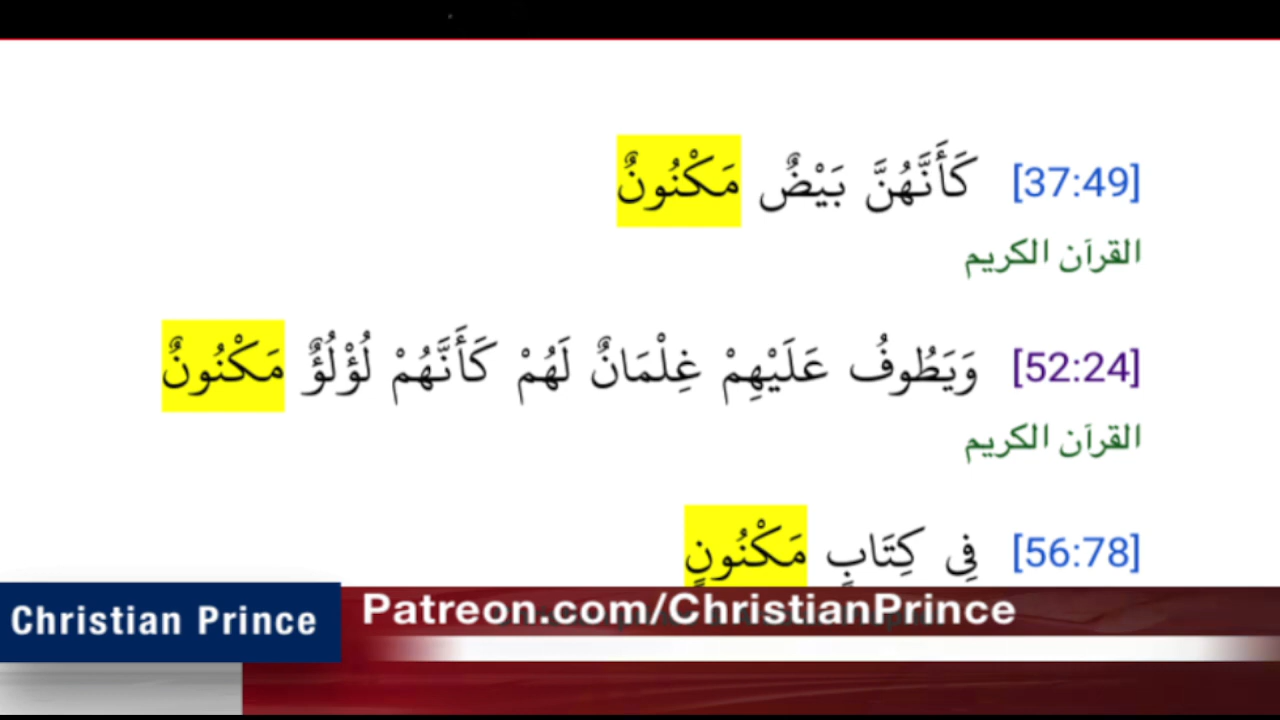 [37:49] كَأَنَّهُنَّ بَيْضٌ مَكْنُونٌ
القرآن الكريم
[52:24] وَيَطُوفُ عَلَيْهِمْ غِلْمَانٌ لَهُمْ كَأَنَّهُمْ لُؤْلُؤٌ مَكْنُونٌ
القرآن الكريم
[56:78] فِي كِتَابٍ مَكْنُونٍ
Patreon.com/ChristianPrince
Christian Prince